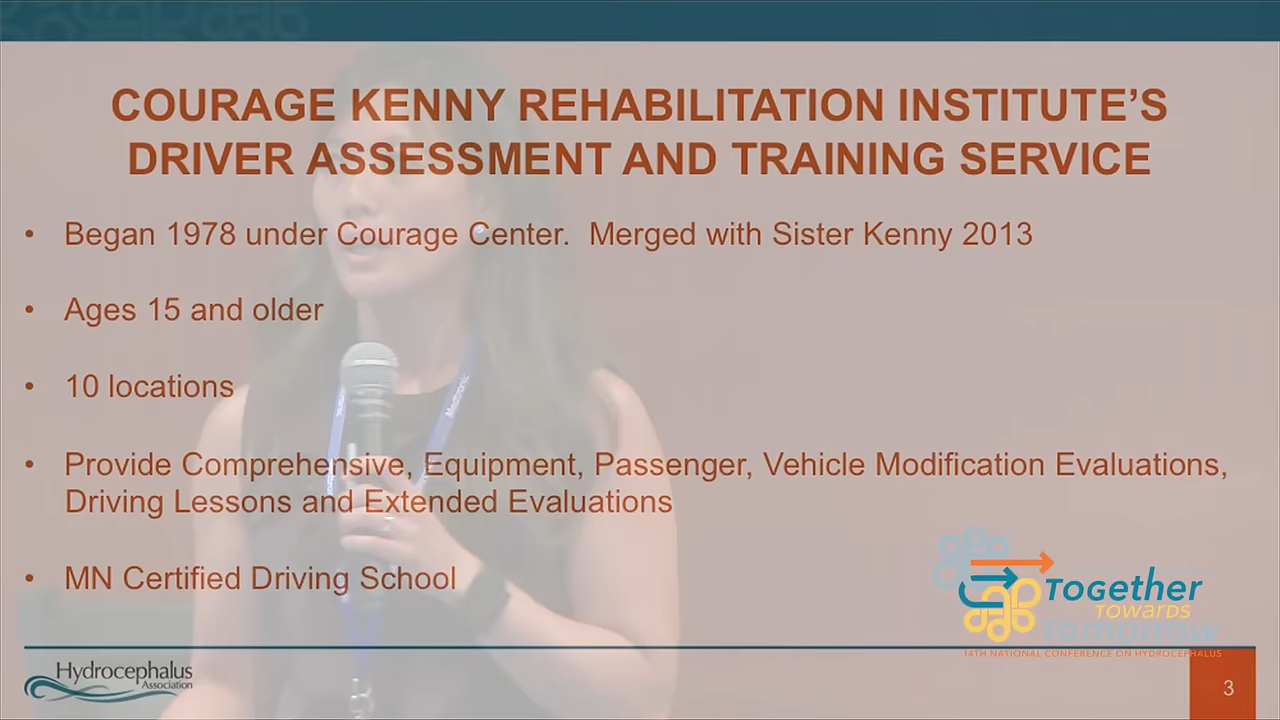 COURAGE KENNY REHABILITATION INSTITUTE’S
DRIVER ASSESSMENT AND TRAINING SERVICE
• Began 1978 under Courage Center.  Merged with Sister Kenny 2013
• Ages 15 and older
• 10 locations
Medtronic
• Provide Comprehensive, Equipment, Passenger, Vehicle Modification Evaluations,
Driving Lessons and Extended Evaluations
• MN Certified Driving School
Together
Towards
Tomorrow
14TH NATIONAL CONFERENCE ON HYDROCEPHALUS
Hydrocephalus
Association
3